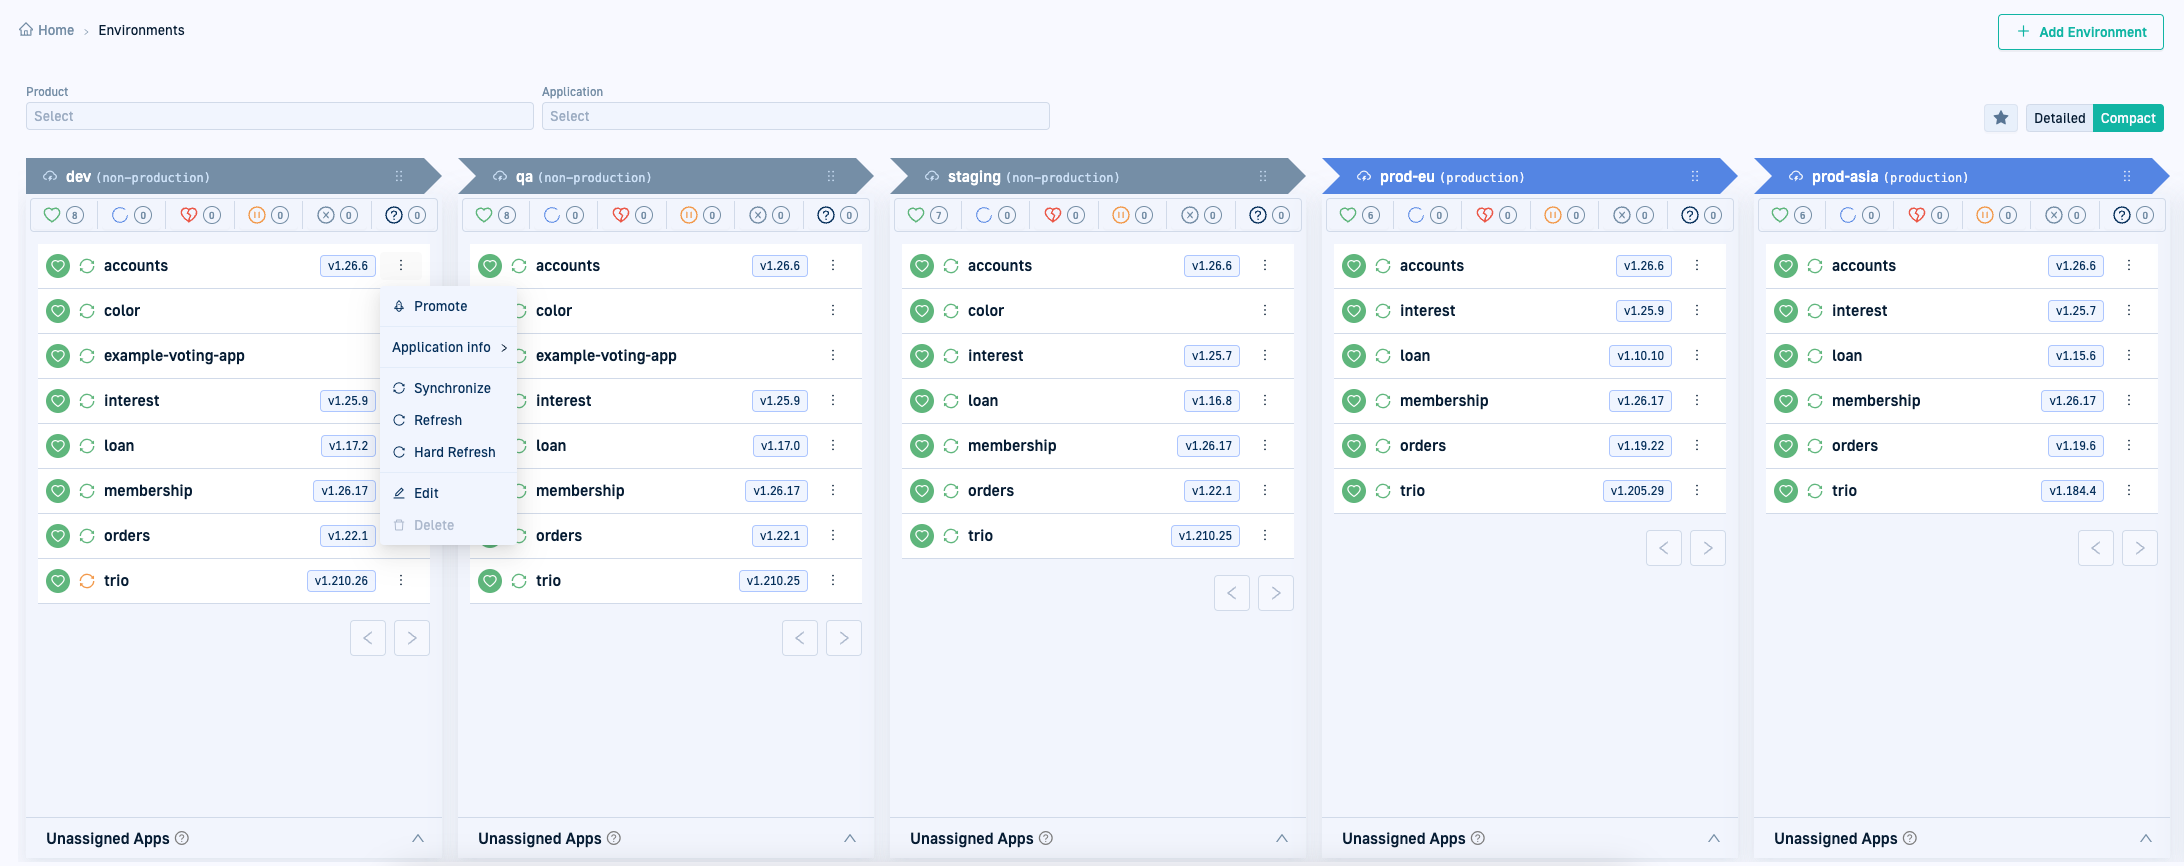 Home › Environments
+ Add Environment
Product
Select
Application
Select
Detailed Compact
dev (non-production)
8 0 0 0 0 0
accounts v1.26.6
color
example-voting-app
interest v1.25.9
loan v1.17.2
membership v1.26.17
orders v1.22.1
trio v1.210.26
Promote
Application info >
Synchronize
Refresh
Hard Refresh
Edit
Delete
Unassigned Apps
qa (non-production)
8 0 0 0 0 0
accounts v1.26.6
color
example-voting-app
interest v1.25.9
loan v1.17.0
membership v1.26.17
orders v1.22.1
trio v1.210.25
Unassigned Apps
staging (non-production)
7 0 0 0 0 0
accounts v1.26.6
color
interest v1.25.7
loan v1.16.8
membership v1.26.17
orders v1.22.1
trio v1.210.25
Unassigned Apps
prod-eu (production)
6 0 0 0 0 0
accounts v1.26.6
interest v1.25.9
loan v1.10.10
membership v1.26.17
orders v1.19.22
trio v1.205.29
Unassigned Apps
prod-asia (production)
6 0 0 0 0 0
accounts v1.26.6
interest v1.25.7
loan v1.15.6
membership v1.26.17
orders v1.19.6
trio v1.184.4
Unassigned Apps